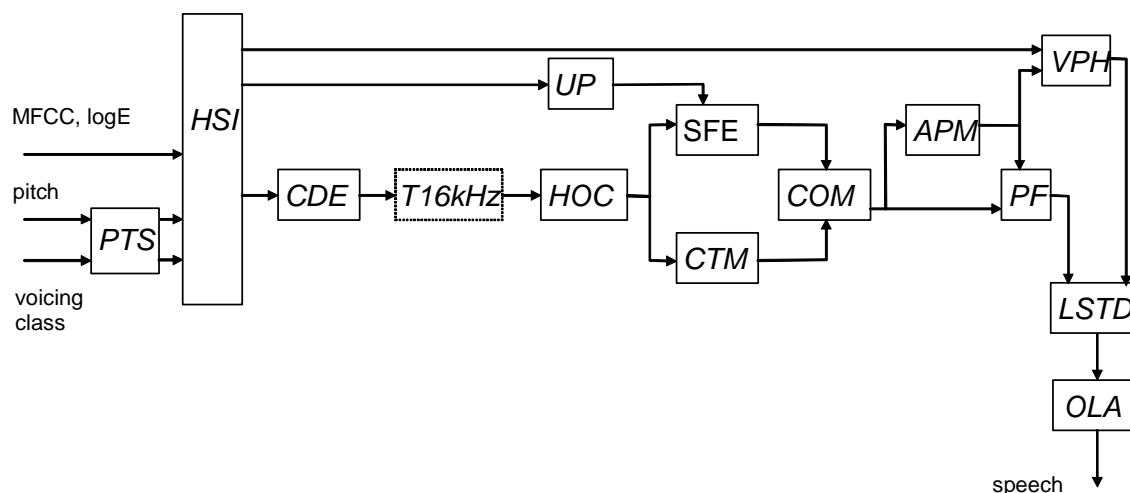 MFCC, logE
pitch
voicing
class
PTS
HSI
CDE
T16kHz
HOC
UP
SFE
CTM
COM
APM
VPH
PF
LSTD
OLA
speech